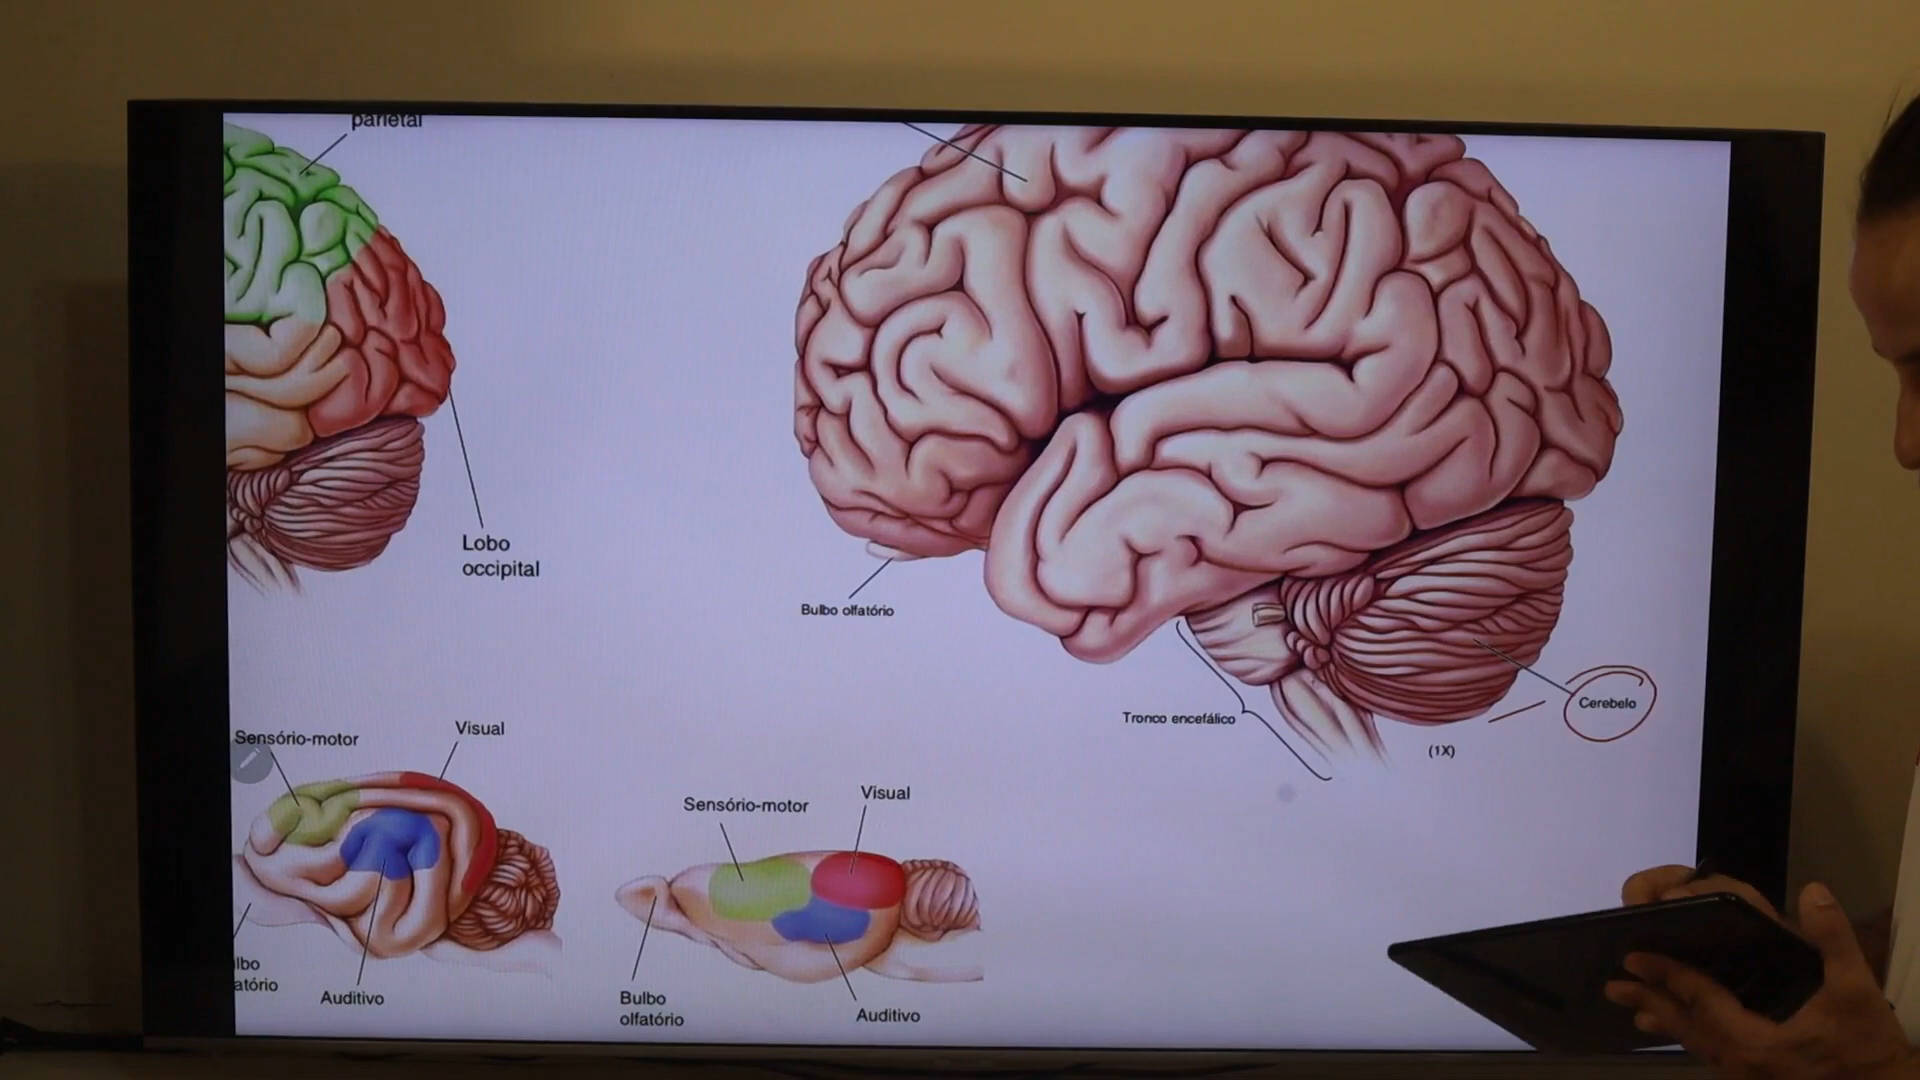 parietal
Lobo
occipital
Bulbo olfatório
Tronco encefálico
Cerebelo
(1X)
Sensório-motor
Visual
lbo
atório
Auditivo
Sensório-motor
Visual
Bulbo
olfatório
Auditivo